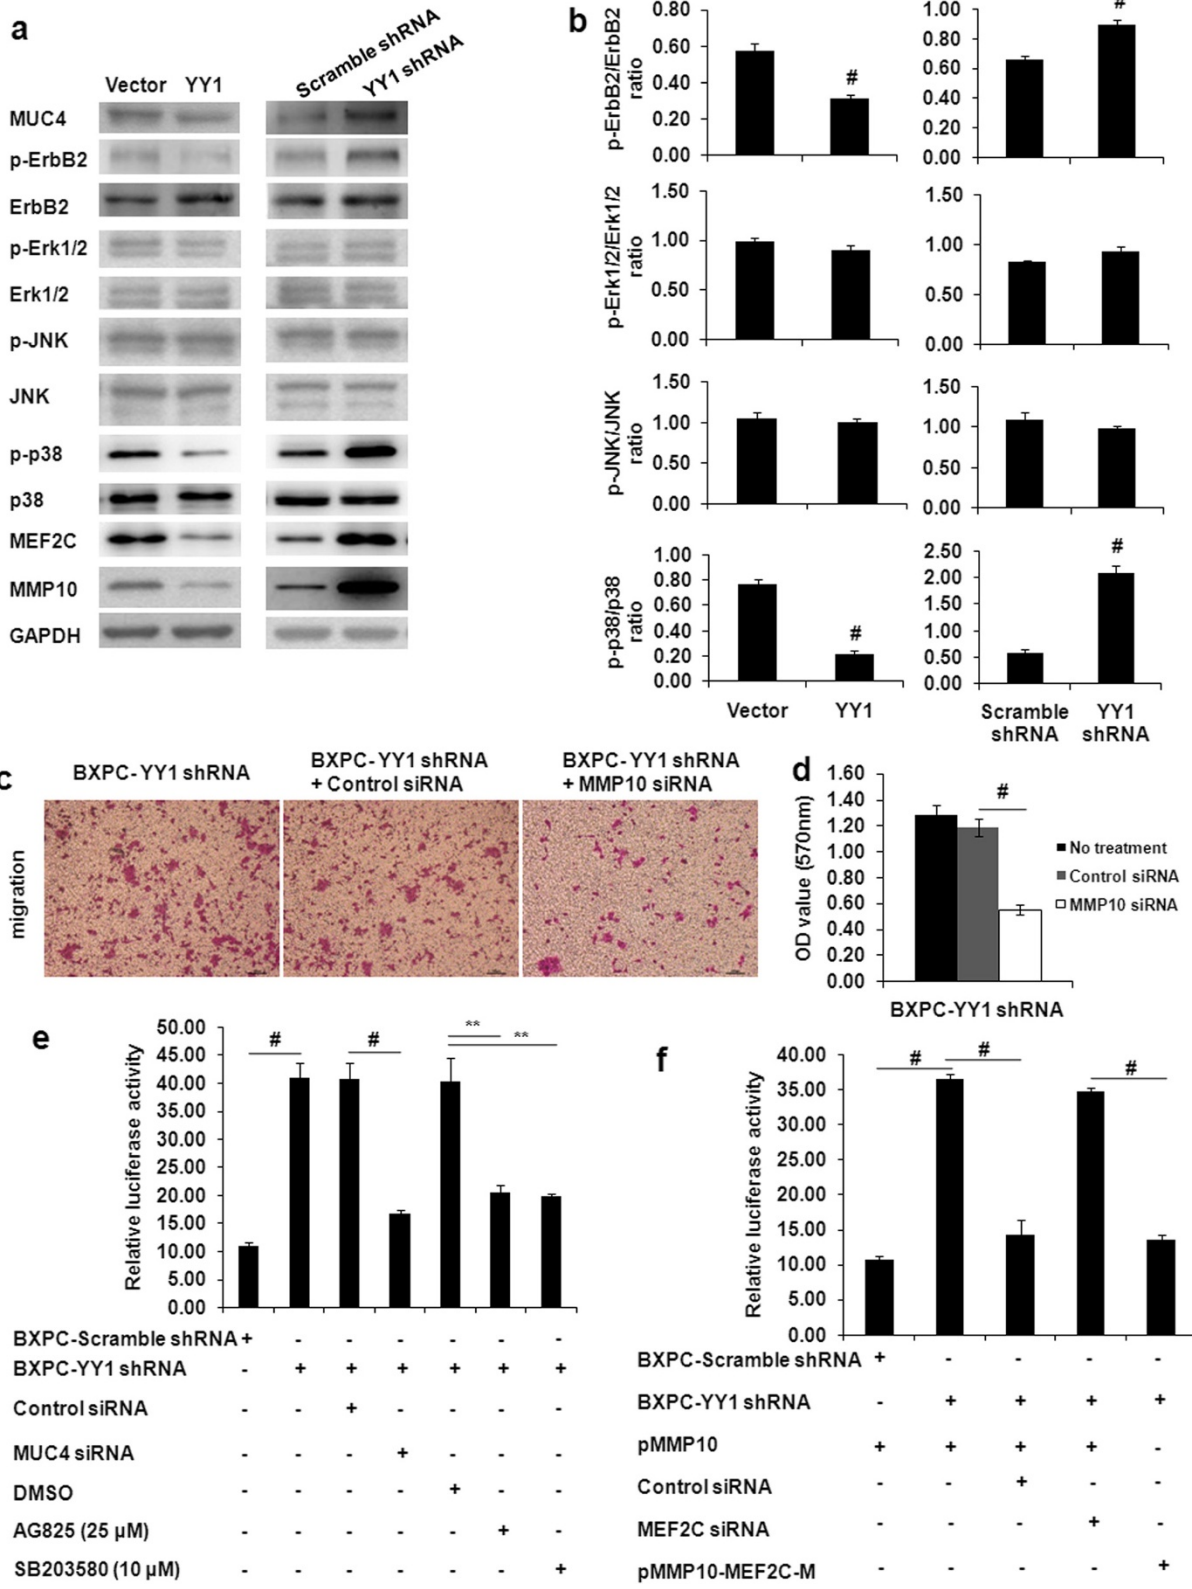 a
Vector YY1
Scramble shRNA
YY1 shRNA
MUC4
p-ErbB2
ErbB2
p-Erk1/2
Erk1/2
p-JNK
JNK
p-p38
p38
MEF2C
MMP10
GAPDH
b
p-ErbB2/ErbB2
ratio
0.80
0.60
0.40
0.20
0.00
#
1.00
0.80
0.60
0.40
0.20
0.00
#
p-Erk1/2/Erk1/2
ratio
1.50
1.00
0.50
0.00
1.50
1.00
0.50
0.00
p-JNK/JNK
ratio
1.50
1.00
0.50
0.00
1.50
1.00
0.50
0.00
p-p38/p38
ratio
1.00
0.80
0.60
0.40
0.20
0.00
#
2.50
2.00
1.50
1.00
0.50
0.00
#
Vector YY1
Scramble shRNA
YY1 shRNA
c
BXPC-YY1 shRNA
BXPC-YY1 shRNA
+ Control siRNA
BXPC-YY1 shRNA
+ MMP10 siRNA
migration
d
OD value (570nm)
1.60
1.40
1.20
1.00
0.80
0.60
0.40
0.20
0.00
#
No treatment
Control siRNA
MMP10 siRNA
BXPC-YY1 shRNA
e
Relative luciferase activity
50.00
45.00
40.00
35.00
30.00
25.00
20.00
15.00
10.00
5.00
0.00
# # ** **
BXPC-Scramble shRNA + - - - - - -
BXPC-YY1 shRNA - + + + + + +
Control siRNA - - + - - - -
MUC4 siRNA - - - + - - -
DMSO - - - - + - -
AG825 (25 µM) - - - - - + -
SB203580 (10 µM) - - - - - - +
f
Relative luciferase activity
40.00
35.00
30.00
25.00
20.00
15.00
10.00
5.00
0.00
# # #
BXPC-Scramble shRNA + - - - -
BXPC-YY1 shRNA - + + + +
pMMP10 + + + + -
Control siRNA - - + - -
MEF2C siRNA - - - + -
pMMP10-MEF2C-M - - - - +